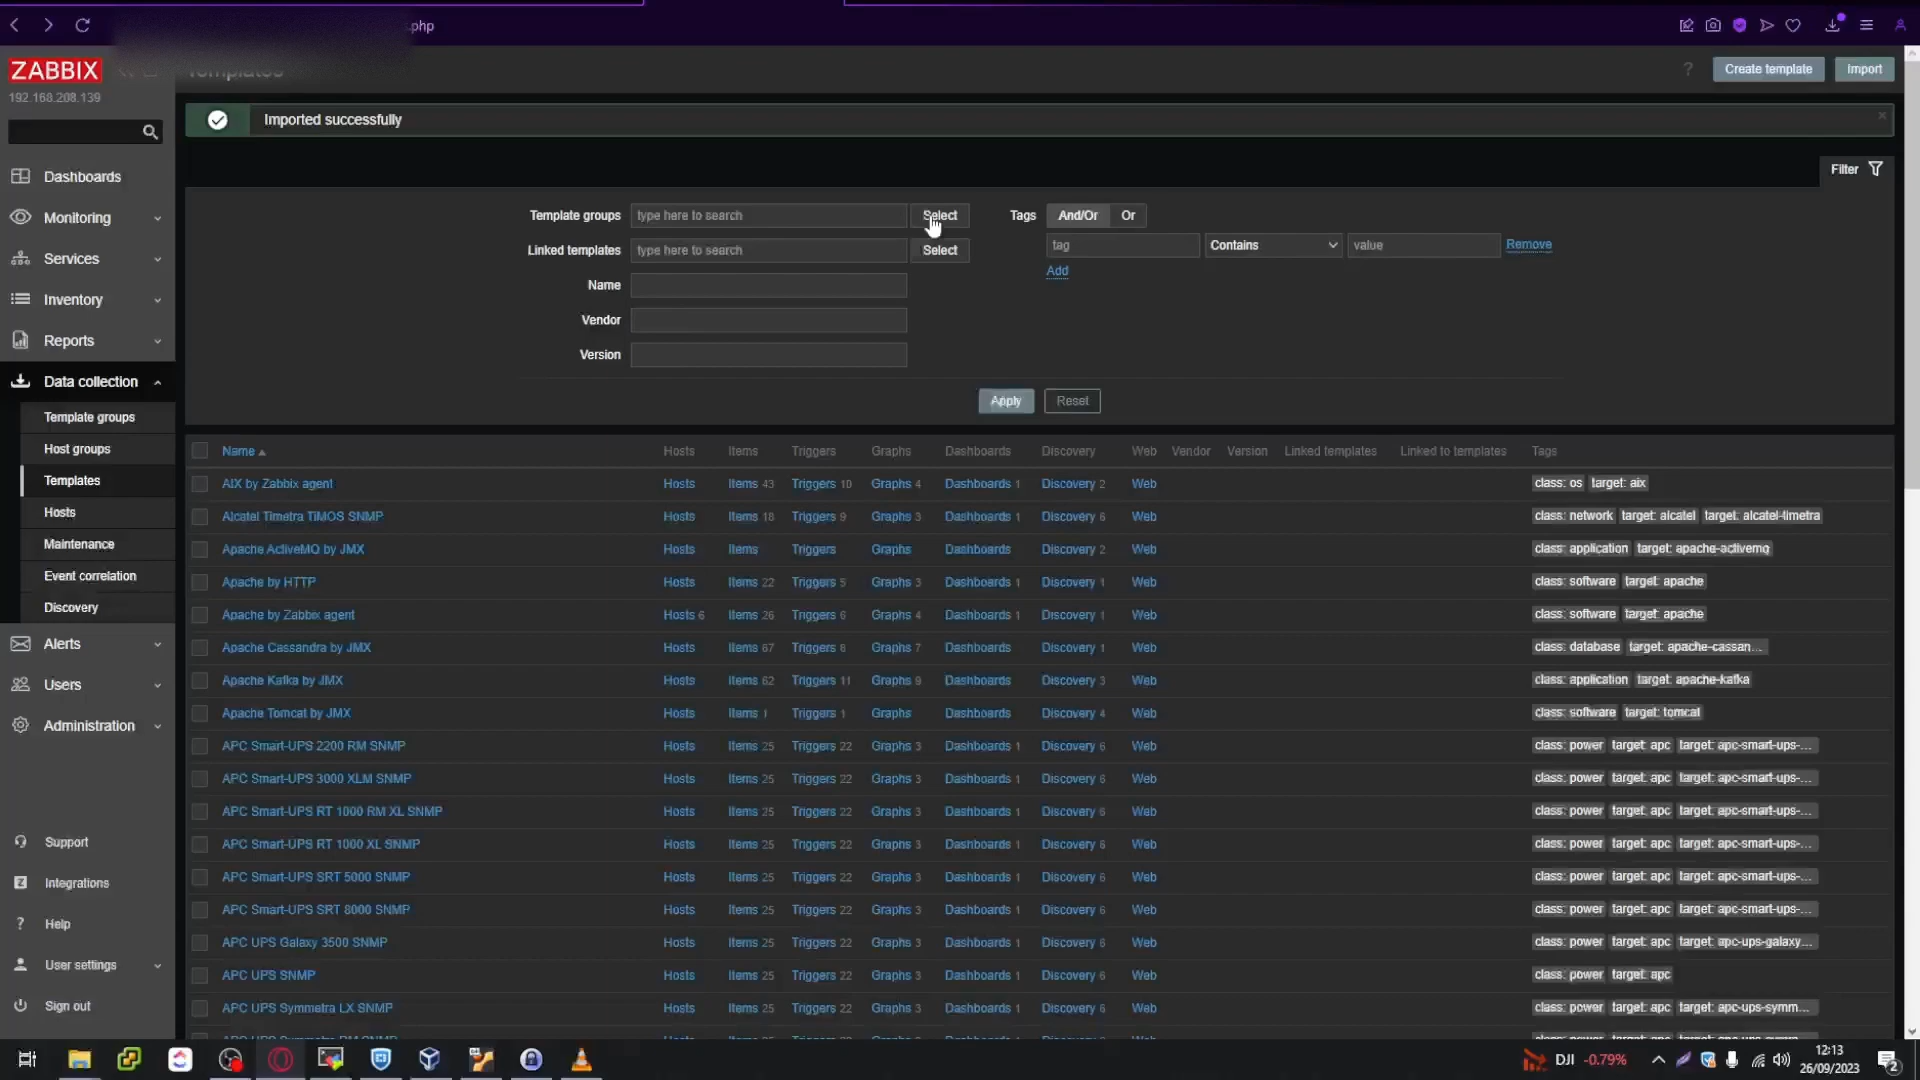 .php
ZABBIX
192.168.208.139
Templates
?
Create template
Import
Imported successfully
Filter
Template groups type here to search Select
Linked templates type here to search Select
Name
Vendor
Version
Tags And/Or Or
tag Contains value Remove
Add
Apply Reset
Dashboards
Monitoring
Services
Inventory
Reports
Data collection
Template groups
Host groups
Templates
Hosts
Maintenance
Event correlation
Discovery
Alerts
Users
Administration
Support
Integrations
Help
User settings
Sign out
Name Hosts Items Triggers Graphs Dashboards Discovery Web Vendor Version Linked templates Linked to templates Tags
AIX by Zabbix agent Hosts Items 43 Triggers 10 Graphs 4 Dashboards 1 Discovery 2 Web class: os target: aix
Alcatel Timetra TiMOS SNMP Hosts Items 18 Triggers 9 Graphs 3 Dashboards 1 Discovery 6 Web class: network target: alcatel target: alcatel-timetra
Apache ActiveMQ by JMX Hosts Items Triggers Graphs Dashboards Discovery 2 Web class: application target: apache-activemq
Apache by HTTP Hosts Items 22 Triggers 5 Graphs 3 Dashboards 1 Discovery 1 Web class: software target: apache
Apache by Zabbix agent Hosts 6 Items 26 Triggers 6 Graphs 4 Dashboards 1 Discovery 1 Web class: software target: apache
Apache Cassandra by JMX Hosts Items 67 Triggers 8 Graphs 7 Dashboards Discovery 1 Web class: database target: apache-cassan...
Apache Kafka by JMX Hosts Items 62 Triggers 11 Graphs 9 Dashboards Discovery 3 Web class: application target: apache-kafka
Apache Tomcat by JMX Hosts Items 1 Triggers 1 Graphs Dashboards Discovery 4 Web class: software target: tomcat
APC Smart-UPS 2200 RM SNMP Hosts Items 25 Triggers 22 Graphs 3 Dashboards 1 Discovery 6 Web class: power target: apc target: apc-smart-ups-...
APC Smart-UPS 3000 XLM SNMP Hosts Items 25 Triggers 22 Graphs 3 Dashboards 1 Discovery 6 Web class: power target: apc target: apc-smart-ups-...
APC Smart-UPS RT 1000 RM XL SNMP Hosts Items 25 Triggers 22 Graphs 3 Dashboards 1 Discovery 6 Web class: power target: apc target: apc-smart-ups-...
APC Smart-UPS RT 1000 XL SNMP Hosts Items 25 Triggers 22 Graphs 3 Dashboards 1 Discovery 6 Web class: power target: apc target: apc-smart-ups-...
APC Smart-UPS SRT 5000 SNMP Hosts Items 25 Triggers 22 Graphs 3 Dashboards 1 Discovery 6 Web class: power target: apc target: apc-smart-ups-...
APC Smart-UPS SRT 8000 SNMP Hosts Items 25 Triggers 22 Graphs 3 Dashboards 1 Discovery 6 Web class: power target: apc target: apc-smart-ups-...
APC UPS Galaxy 3500 SNMP Hosts Items 25 Triggers 22 Graphs 3 Dashboards 1 Discovery 6 Web class: power target: apc target: apc-ups-galaxy...
APC UPS SNMP Hosts Items 25 Triggers 22 Graphs 3 Dashboards 1 Discovery 6 Web class: power target: apc
APC UPS Symmetra LX SNMP Hosts Items 25 Triggers 22 Graphs 3 Dashboards 1 Discovery 6 Web class: power target: apc target: apc-ups-symm...
DJI -0.79%
12:13
26/09/2023
2